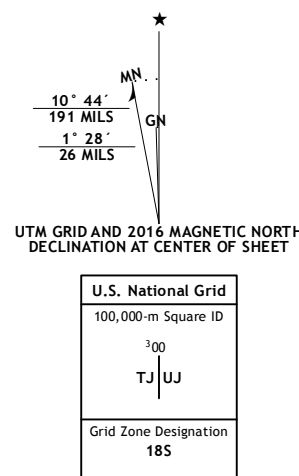 MN
GN
10° 44´
191 MILS
1° 28´
26 MILS
UTM GRID AND 2016 MAGNETIC NORTH
DECLINATION AT CENTER OF SHEET
U.S. National Grid
100,000-m Square ID
³00
TJ UJ
Grid Zone Designation
18S